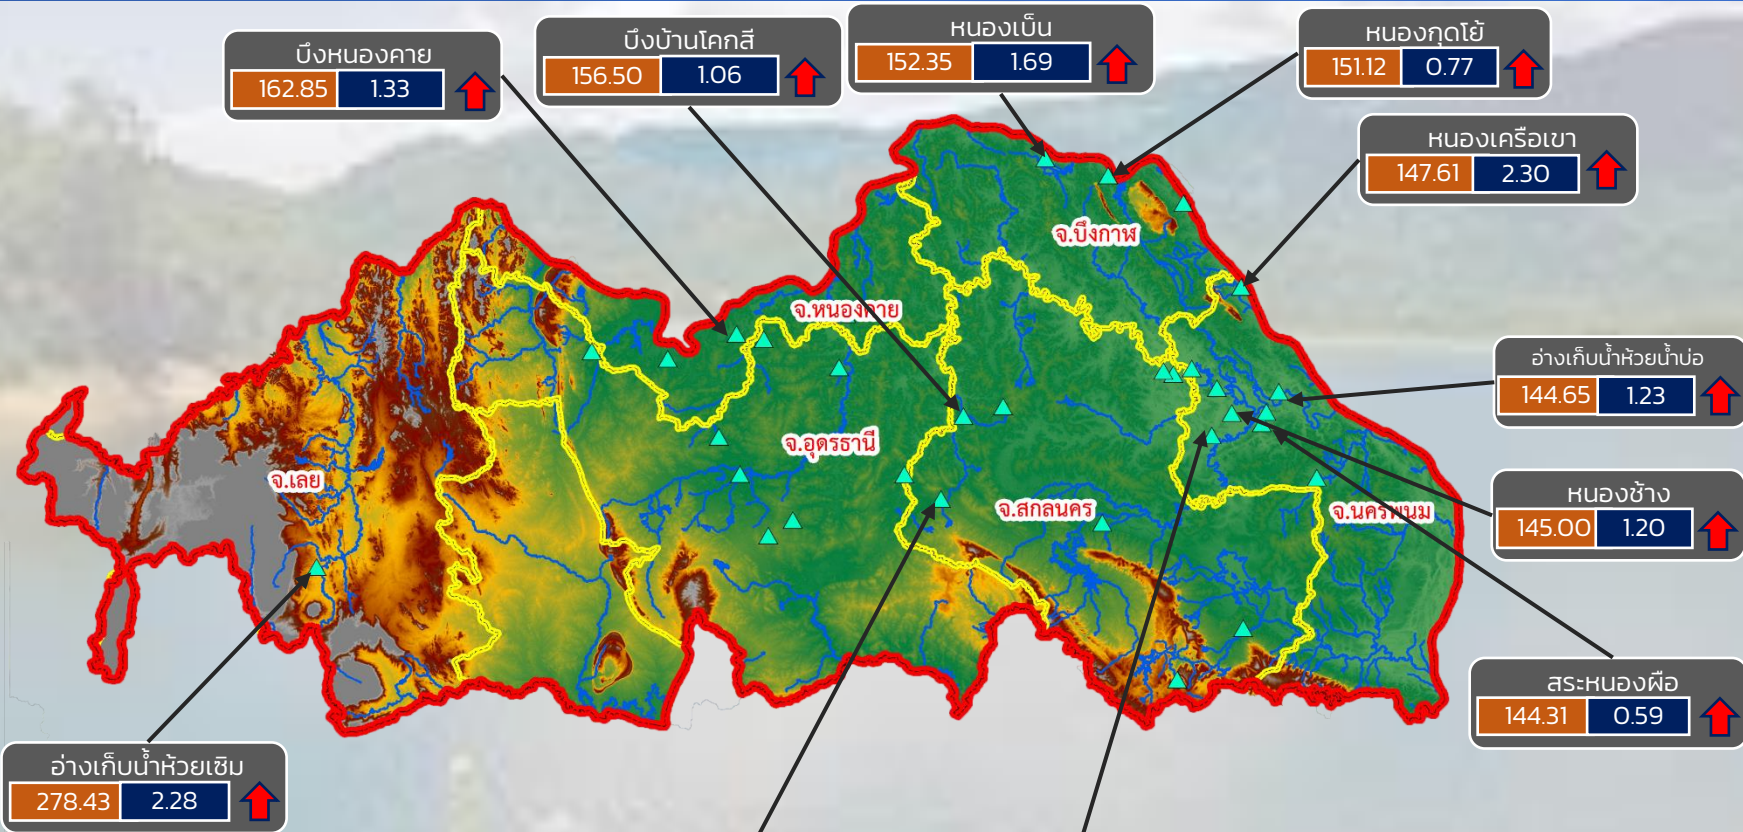 บึงหนองคาย
162.85 1.33
บึงบ้านโคกสี
156.50 1.06
หนองเบ็น
152.35 1.69
หนองกุดโย้
151.12 0.77
หนองเครือเขา
147.61 2.30
จ.บึงกาฬ
จ.หนองคาย
อ่างเก็บน้ำห้วยน้ำบ่อ
144.65 1.23
จ.อุดรธานี
จ.เลย
จ.สกลนคร
จ.นครพนม
หนองช้าง
145.00 1.20
สระหนองผือ
144.31 0.59
อ่างเก็บน้ำห้วยเซิม
278.43 2.28